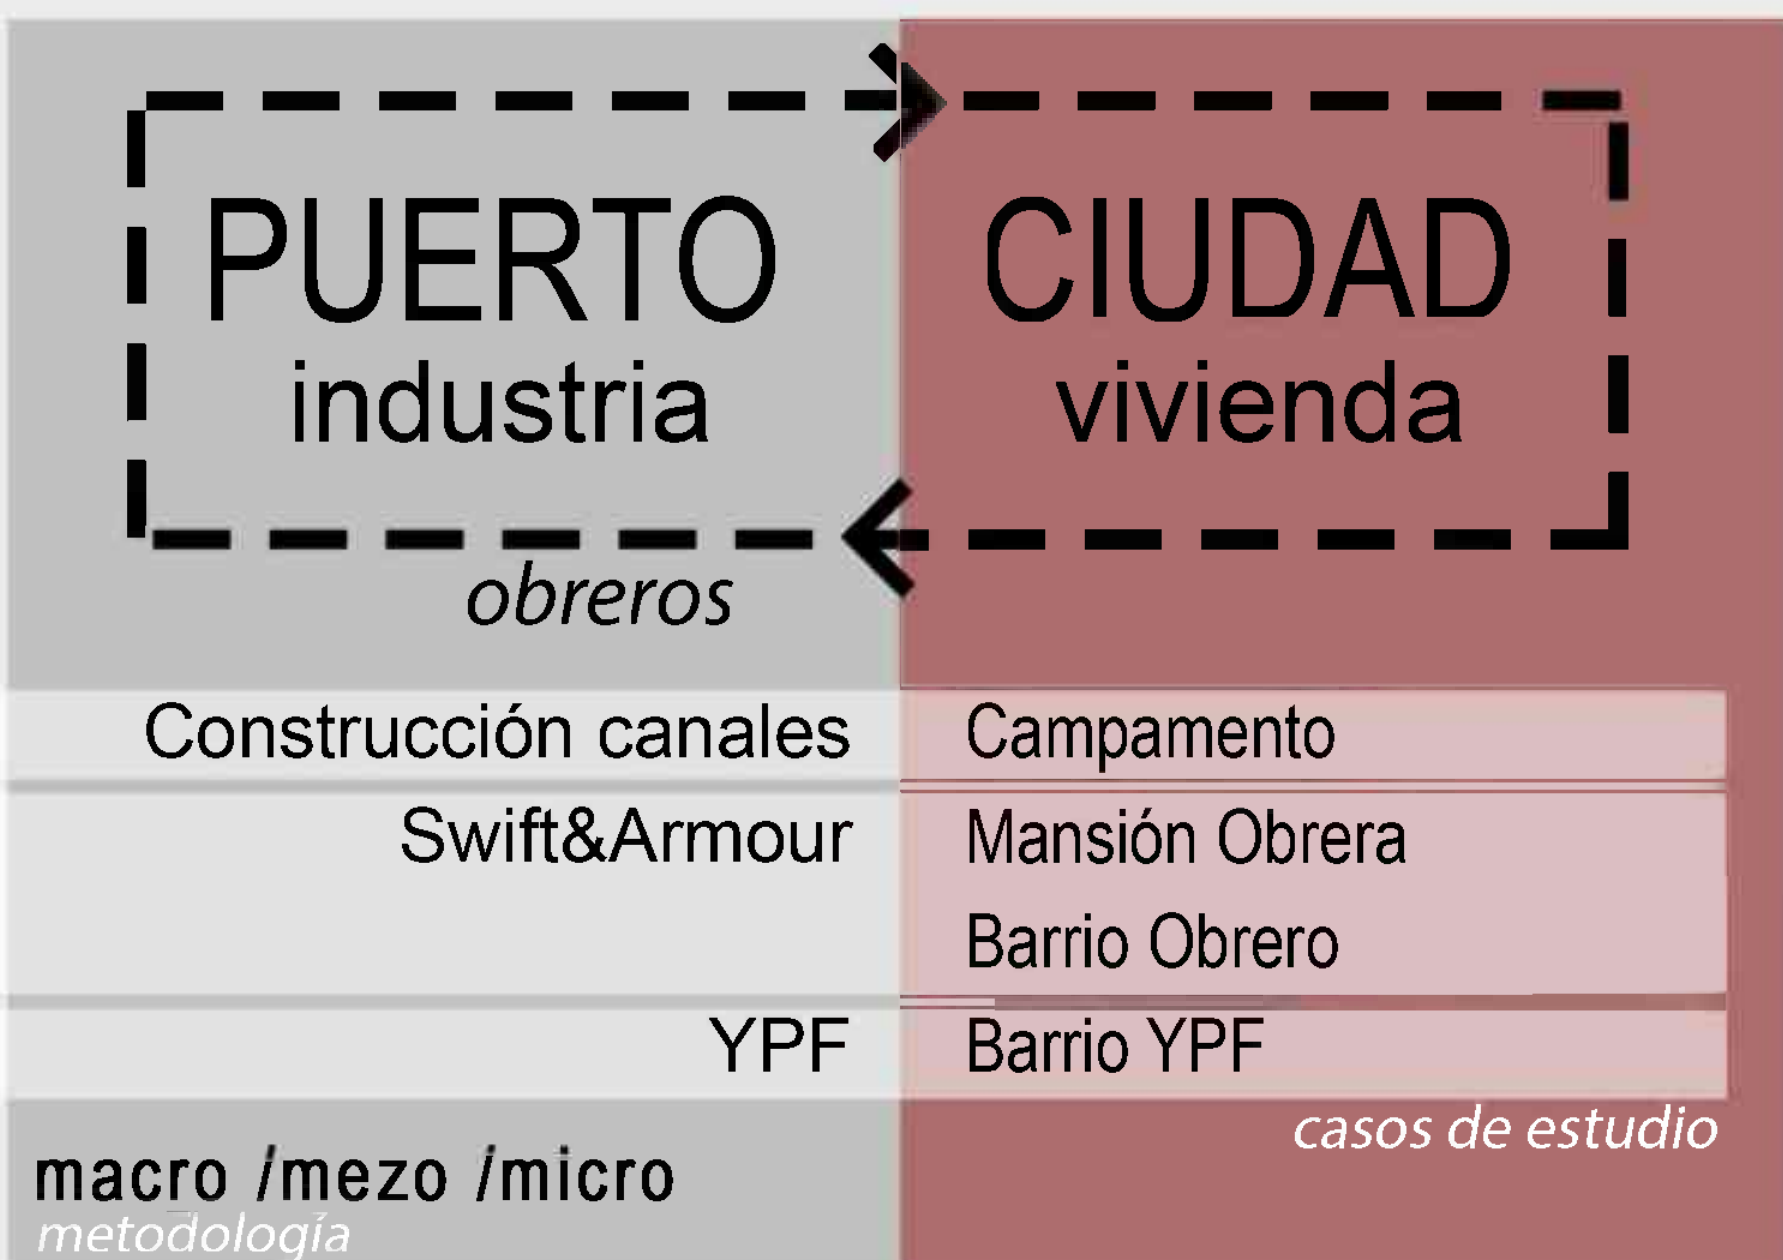 PUERTO CIUDAD
industria vivienda
obreros
Construcción canales Campamento
Swift&Armour Mansión Obrera
Barrio Obrero
YPF Barrio YPF
casos de estudio
macro /mezo /micro
metodología